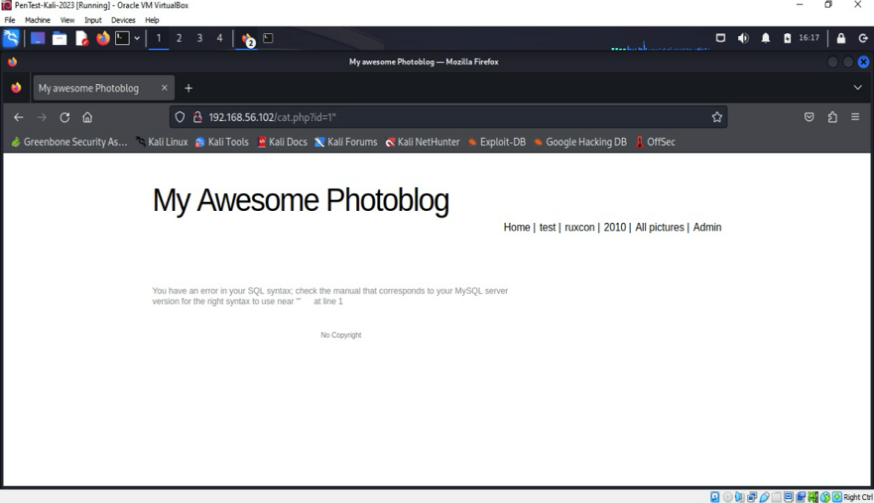 PenTest-Kali-2023 [Running] - Oracle VM VirtualBox
File Machine View Input Devices Help
1 2 3 4 2 16:17
My awesome Photoblog — Mozilla Firefox
My awesome Photoblog
192.168.56.102/cat.php?id=1"
Greenbone Security As... Kali Linux Kali Tools Kali Docs Kali Forums Kali NetHunter Exploit-DB Google Hacking DB OffSec
My Awesome Photoblog
Home | test | ruxcon | 2010 | All pictures | Admin
You have an error in your SQL syntax; check the manual that corresponds to your MySQL server
version for the right syntax to use near '"' at line 1
No Copyright
Right Ctrl